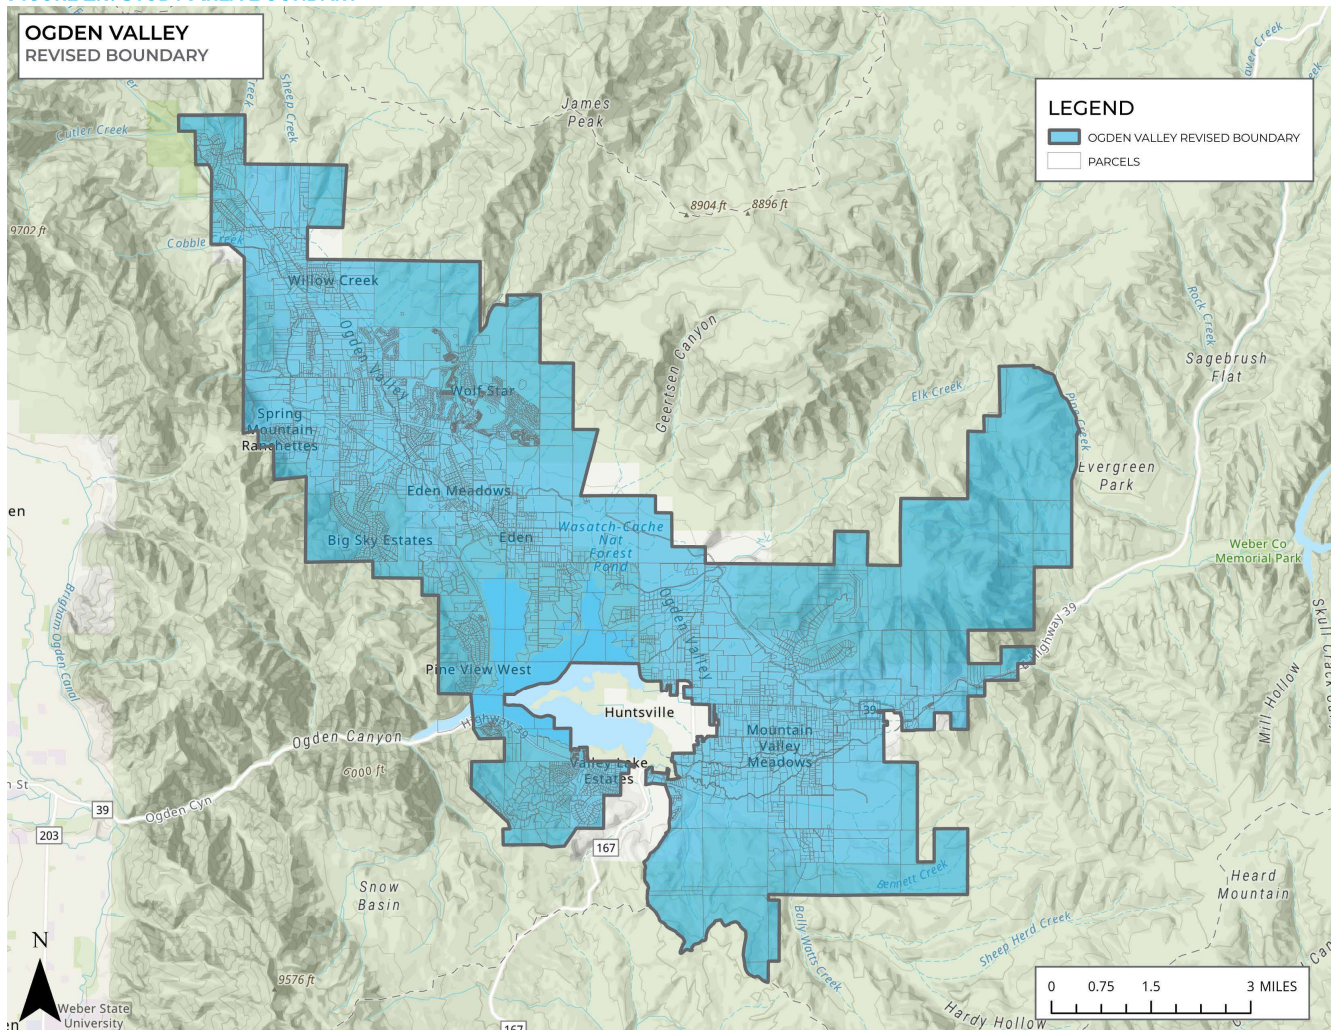 OGDEN VALLEY
REVISED BOUNDARY
LEGEND
OGDEN VALLEY REVISED BOUNDARY
PARCELS
Cutler Creek
Sheep Creek
Creek
James
Peak
8904 ft
8896 ft
9702 ft
Cobble Creek
Willow Creek
Ogden Valley
Wolf Star
Geertsen Canyon
Elk Creek
Rock Creek
Sagebrush
Flat
Pine Creek
Evergreen
Park
Spring
Mountain
Ranchettes
Eden Meadows
Big Sky Estates
Eden
Wasatch-Cache
Nat
Forest
Pond
Weber Co
Memorial Park
Brigham Ogden Canal
Ogden Valley
Highway 39
Pine View West
Huntsville
39
Highway 39
Mountain
Valley
Meadows
Mill Hollow
Ogden Canyon
6000 ft
Valley Lake
Estates
Ogden Cyn
39
203
167
Bennett Creek
Snow
Basin
Heard
Mountain
Bally Watts Creek
Sheep Herd Creek
N
9576 ft
Weber State
University
Hardy Hollow
167
0 0.75 1.5 3 MILES